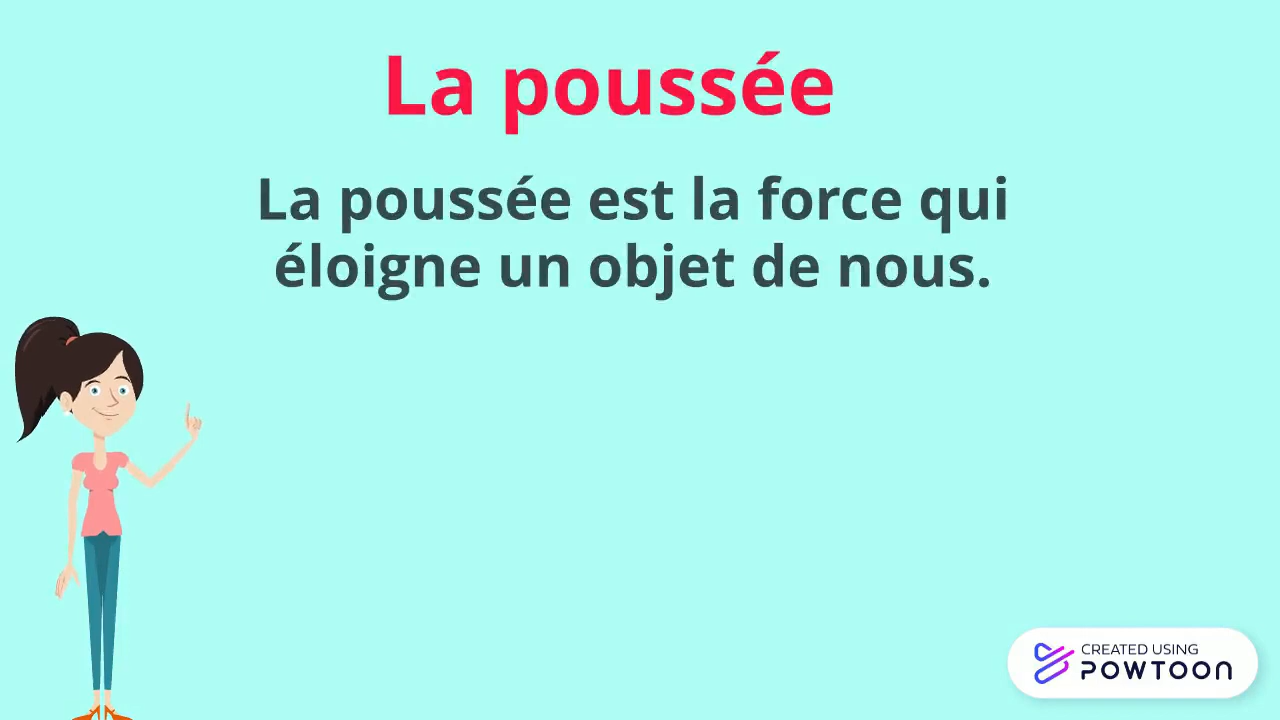 La poussée
La poussée est la force qui
éloigne un objet de nous.
CREATED USING
POWTOON